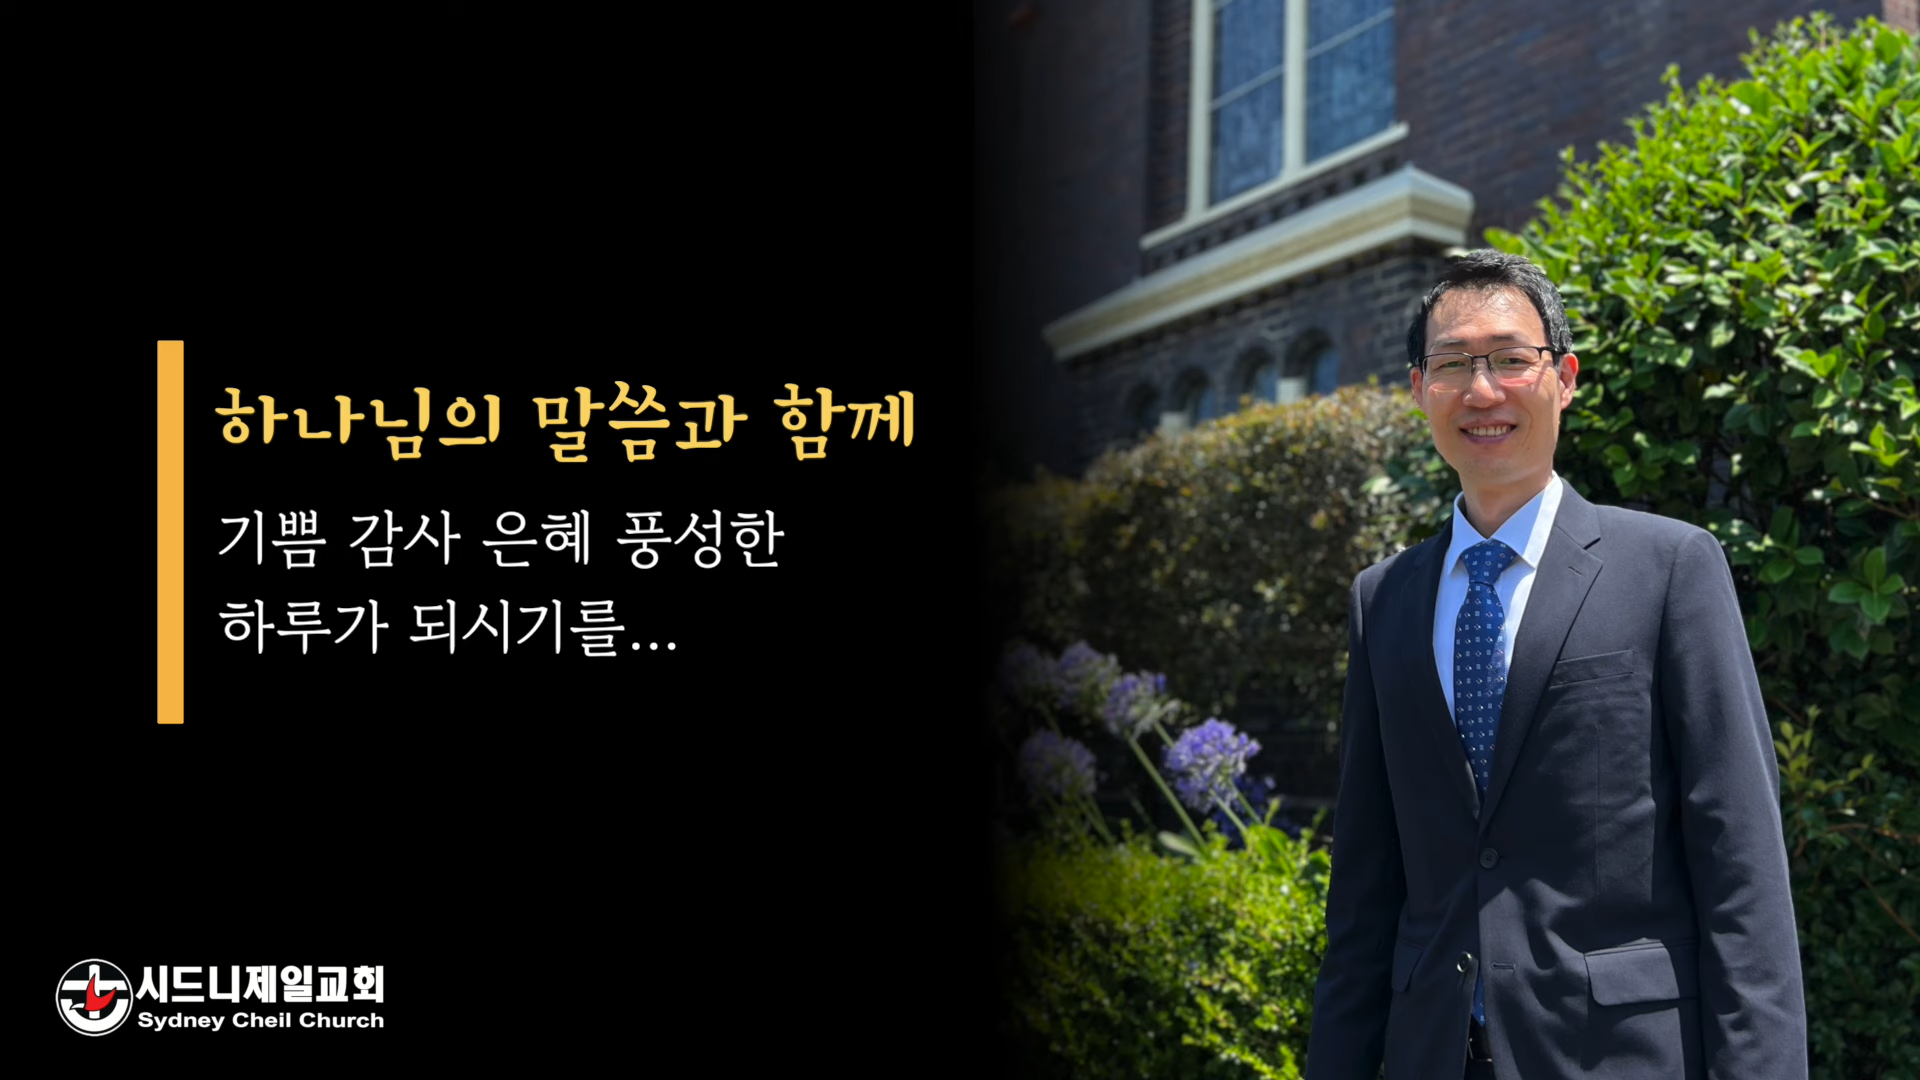 하나님의 말씀과 함께
기쁨 감사 은혜 풍성한
하루가 되시기를...
시드니제일교회
Sydney Cheil Church